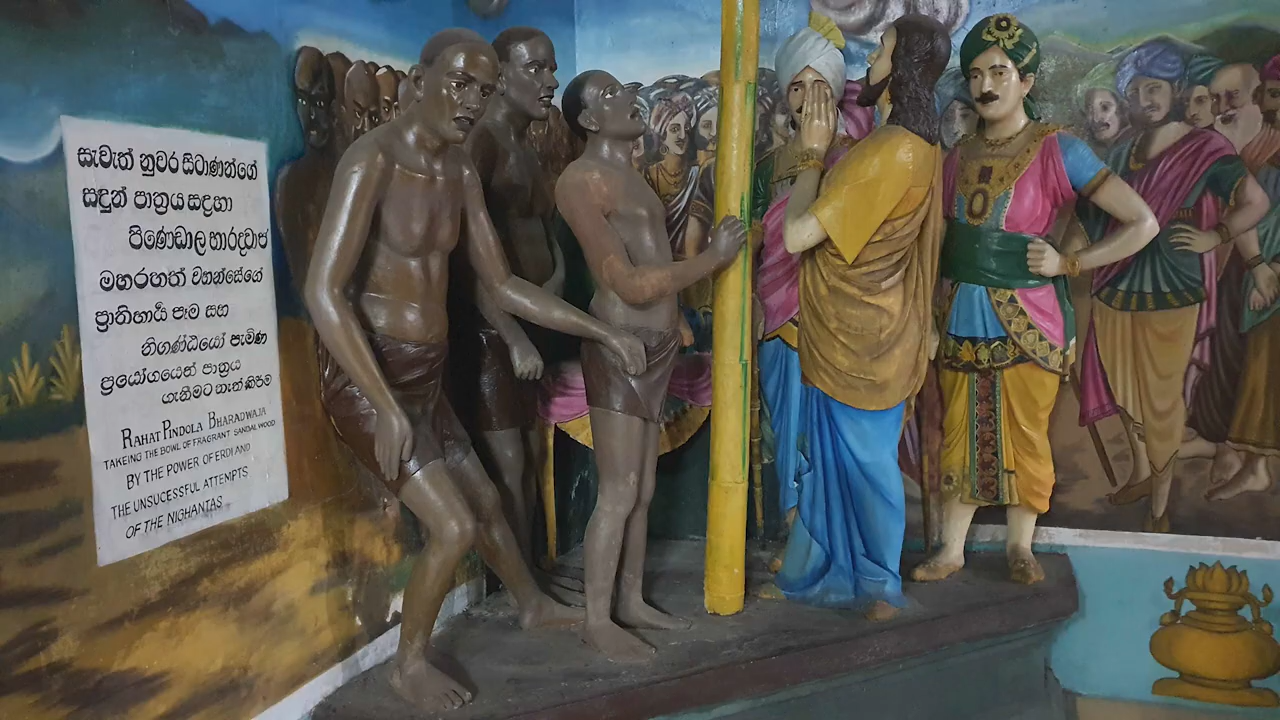 සැවැත් නුවර සිටාණන්ගේ
සඳුන් පාත්‍රය සඳහා
පිණ්ඩෝල භාරද්වාජ
මහරහත් වහන්සේගේ
ප්‍රාතිහාර්‍ය පෑම සහ
නිගණ්ඨයෝ පැමිණ
ප්‍රයෝගයෙන් පාත්‍රය
ගැනීමට තැත්කිරීම
RAHAT PINDOLA BHARADWAJA
TAKEING THE BOWL OF FRAGRANT SANDAL WOOD
BY THE POWER OF ERDI AND
THE UNSUCESSFUL ATTEMPTS
OF THE NIGHANTAS